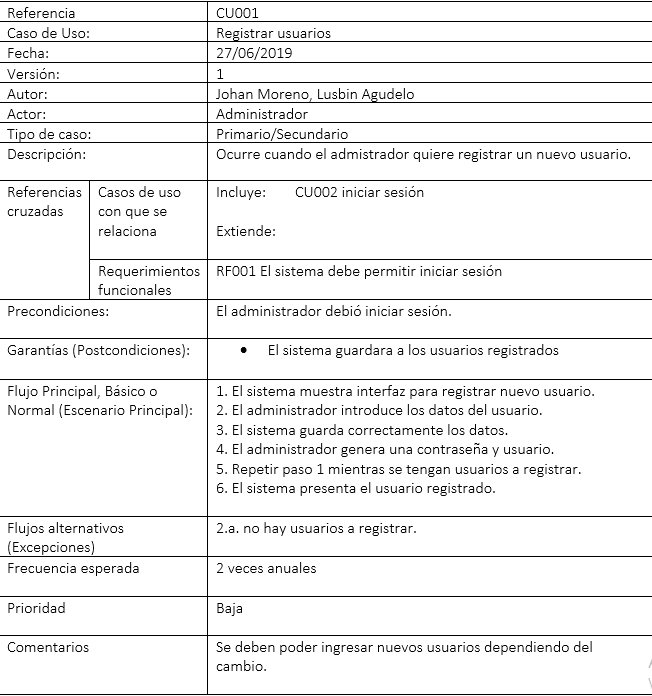 Referencia CU001
Caso de Uso: Registrar usuarios
Fecha: 27/06/2019
Versión: 1
Autor: Johan Moreno, Lusbin Agudelo
Actor: Administrador
Tipo de caso: Primario/Secundario
Descripción: Ocurre cuando el admistrador quiere registrar un nuevo usuario.
Referencias cruzadas
Casos de uso
con que se
relaciona
Incluye: CU002 iniciar sesión
Extiende:
Requerimientos
funcionales
RF001 El sistema debe permitir iniciar sesión
Precondiciones: El administrador debió iniciar sesión.
Garantías (Postcondiciones): • El sistema guardara a los usuarios registrados
Flujo Principal, Básico o
Normal (Escenario Principal):
1. El sistema muestra interfaz para registrar nuevo usuario.
2. El administrador introduce los datos del usuario.
3. El sistema guarda correctamente los datos.
4. El administrador genera una contraseña y usuario.
5. Repetir paso 1 mientras se tengan usuarios a registrar.
6. El sistema presenta el usuario registrado.
Flujos alternativos
(Excepciones)
2.a. no hay usuarios a registrar.
Frecuencia esperada 2 veces anuales
Prioridad Baja
Comentarios Se deben poder ingresar nuevos usuarios dependiendo del
cambio.